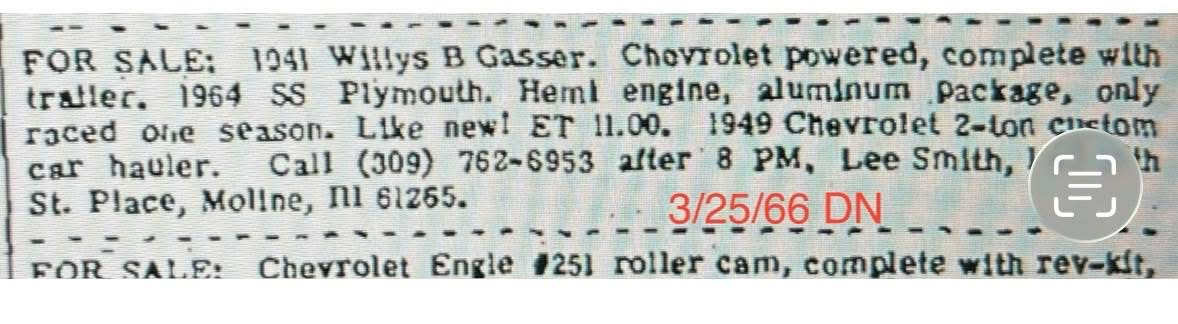 FOR SALE: 1941 Willys B Gasser. Chevrolet powered, complete with
trailer. 1964 SS Plymouth. Hemi engine, aluminum package, only
raced one season. Like new! ET 11.00. 1949 Chevrolet 2-ton custom
car hauler. Call (309) 762-6953 after 8 PM, Lee Smith,
St. Place, Moline, Ill 61265.
3/25/66 DN
FOR SALE: Chevrolet Engle #251 roller cam, complete with rev-kit,